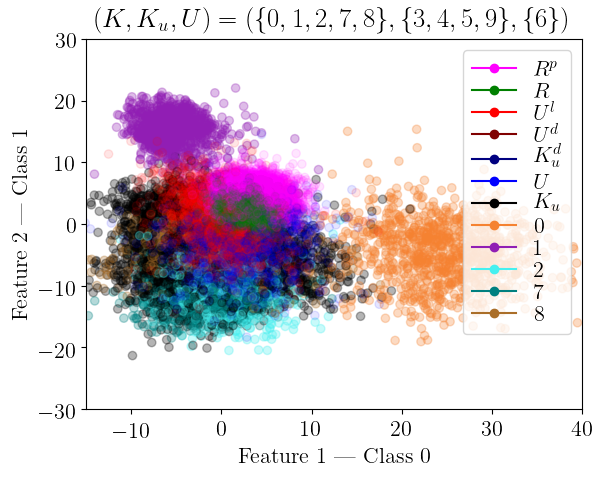 (K, K_u, U) = ({0, 1, 2, 7, 8}, {3, 4, 5, 9}, {6})
30
20
10
0
−10
−20
−30
Feature 2 — Class 1
R^p
R
U^l
U^d
K_u^d
U
K_u
0
1
2
7
8
−10
0
10
20
30
40
Feature 1 — Class 0